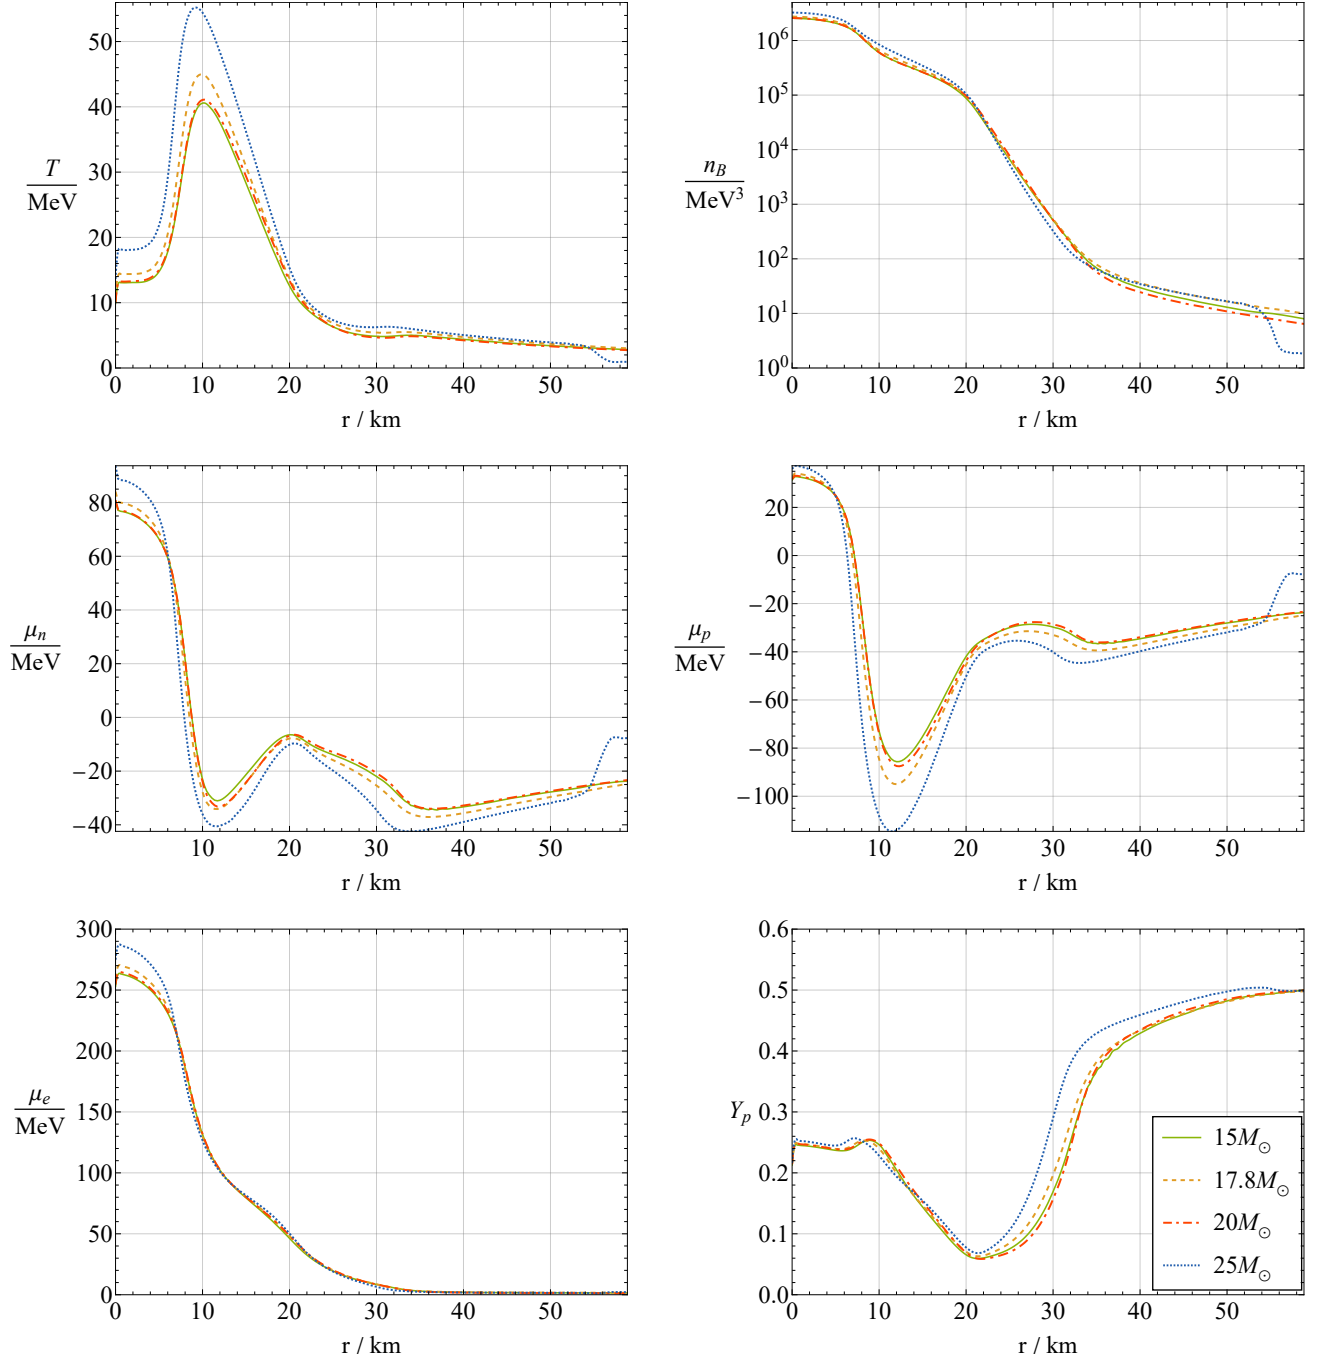 50
40
30
20
10
0
T
MeV
0 10 20 30 40 50
r / km
10^6
10^5
10^4
10^3
10^2
10^1
10^0
n_B
MeV^3
0 10 20 30 40 50
r / km
80
60
40
20
0
−20
−40
μ_n
MeV
10 20 30 40 50
r / km
20
0
−20
−40
−60
−80
−100
μ_p
MeV
0 10 20 30 40 50
r / km
300
250
200
150
100
50
0
μ_e
MeV
0 10 20 30 40 50
r / km
0.6
0.5
0.4
0.3
0.2
0.1
0.0
Y_p
0 10 20 30 40 50
r / km
15M_⊙
17.8M_⊙
20M_⊙
25M_⊙